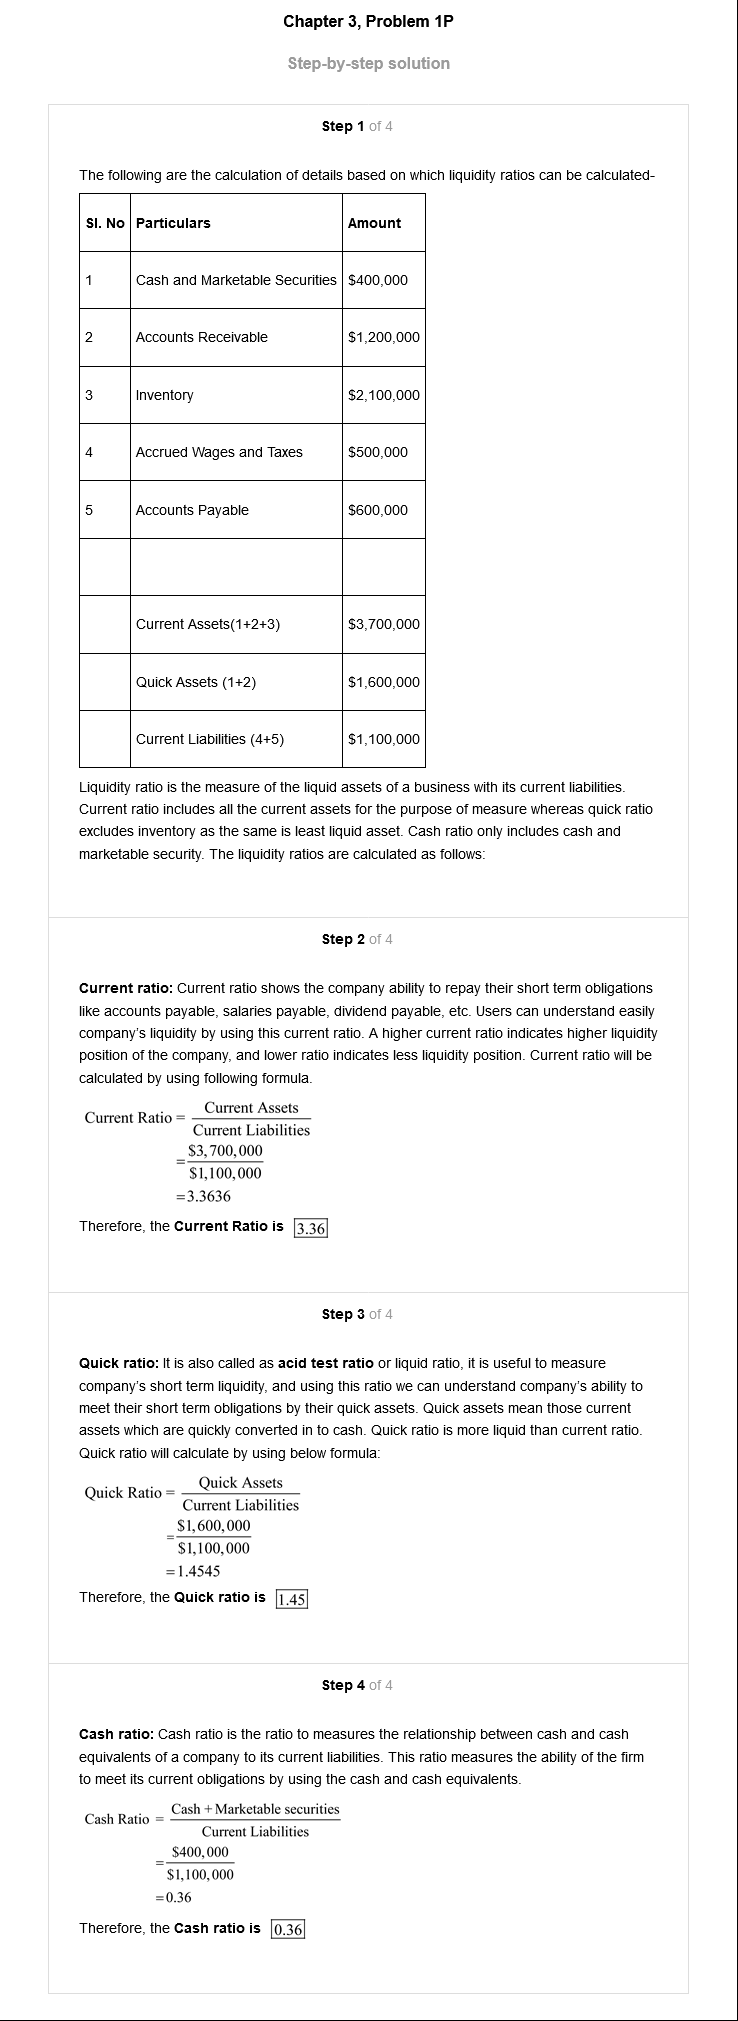 Chapter 3, Problem 1P
Step-by-step solution
Step 1 of 4
The following are the calculation of details based on which liquidity ratios can be calculated-
Sl. No Particulars Amount
1 Cash and Marketable Securities $400,000
2 Accounts Receivable $1,200,000
3 Inventory $2,100,000
4 Accrued Wages and Taxes $500,000
5 Accounts Payable $600,000
Current Assets(1+2+3) $3,700,000
Quick Assets (1+2) $1,600,000
Current Liabilities (4+5) $1,100,000
Liquidity ratio is the measure of the liquid assets of a business with its current liabilities.
Current ratio includes all the current assets for the purpose of measure whereas quick ratio
excludes inventory as the same is least liquid asset. Cash ratio only includes cash and
marketable security. The liquidity ratios are calculated as follows:
Step 2 of 4
Current ratio: Current ratio shows the company ability to repay their short term obligations
like accounts payable, salaries payable, dividend payable, etc. Users can understand easily
company's liquidity by using this current ratio. A higher current ratio indicates higher liquidity
position of the company, and lower ratio indicates less liquidity position. Current ratio will be
calculated by using following formula.
Current Ratio = Current Assets
Current Liabilities
= $3,700,000
$1,100,000
=3.3636
Therefore, the Current Ratio is 3.36
Step 3 of 4
Quick ratio: It is also called as acid test ratio or liquid ratio, it is useful to measure
company's short term liquidity, and using this ratio we can understand company's ability to
meet their short term obligations by their quick assets. Quick assets mean those current
assets which are quickly converted in to cash. Quick ratio is more liquid than current ratio.
Quick ratio will calculate by using below formula:
Quick Ratio = Quick Assets
Current Liabilities
= $1,600,000
$1,100,000
=1.4545
Therefore, the Quick ratio is 1.45
Step 4 of 4
Cash ratio: Cash ratio is the ratio to measures the relationship between cash and cash
equivalents of a company to its current liabilities. This ratio measures the ability of the firm
to meet its current obligations by using the cash and cash equivalents.
Cash Ratio = Cash + Marketable securities
Current Liabilities
= $400,000
$1,100,000
=0.36
Therefore, the Cash ratio is 0.36